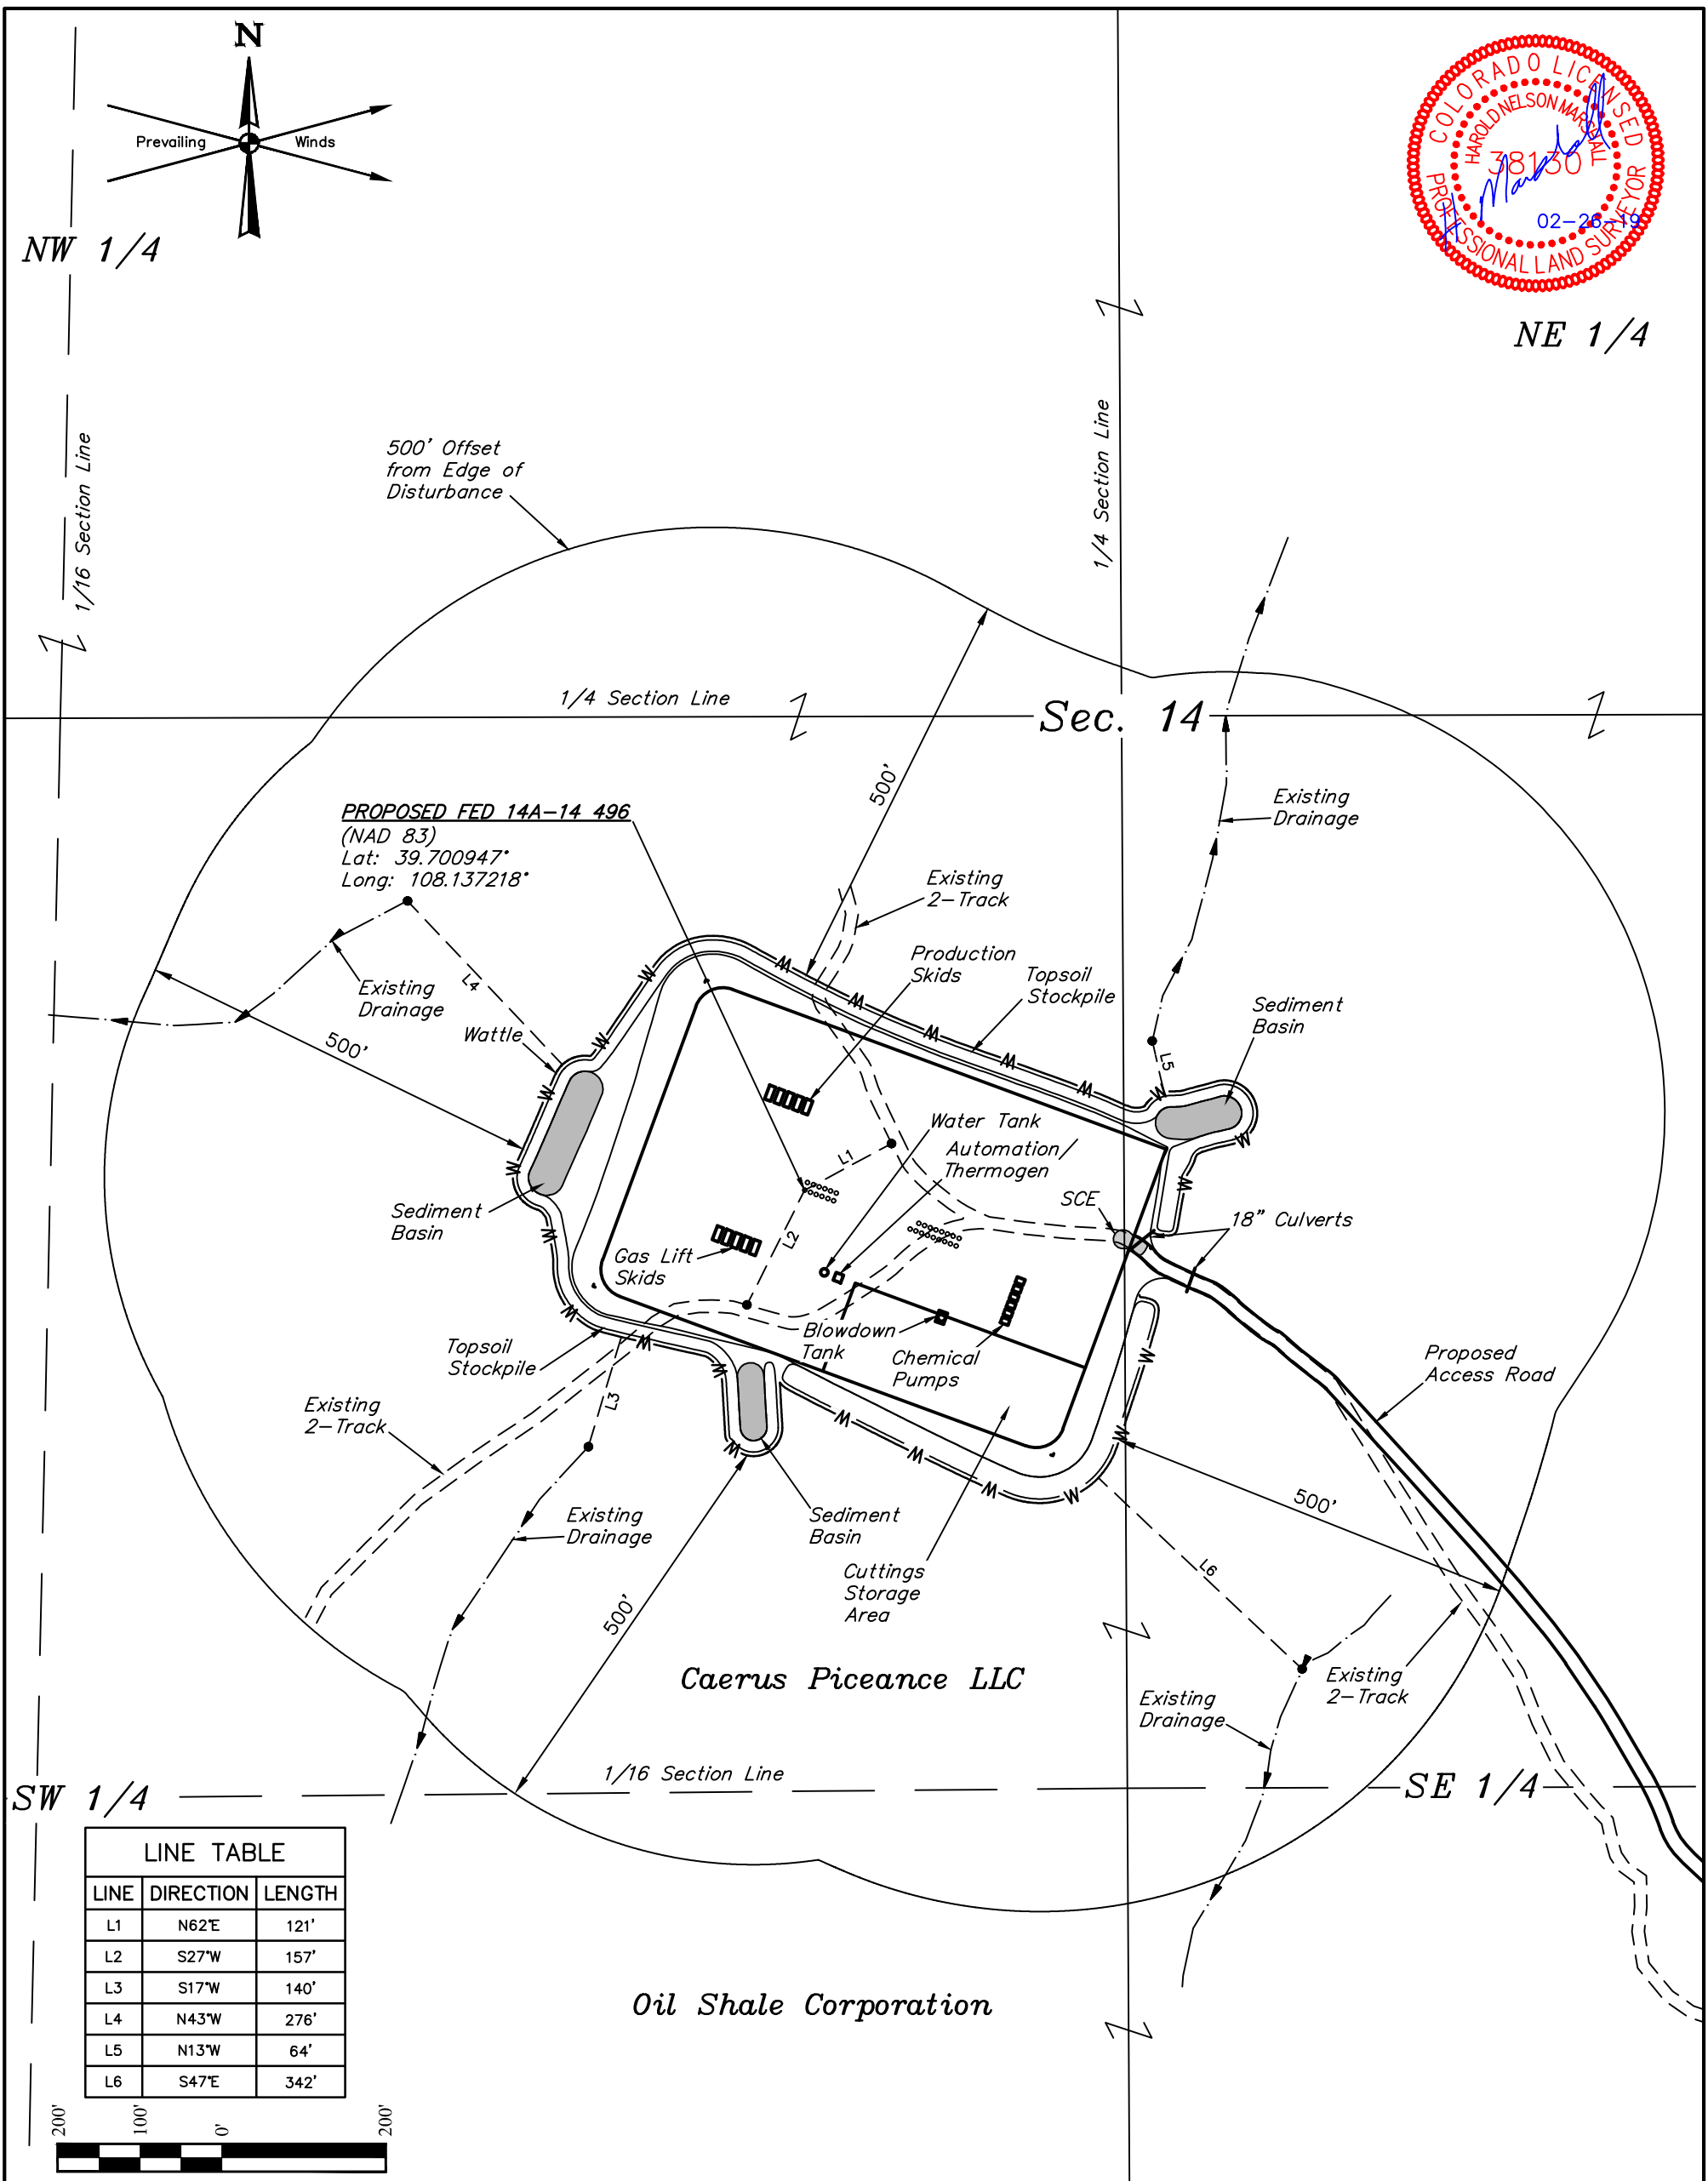 N
Prevailing Winds
NW 1/4
COLORADO LICENSED
HAROLD NELSON MARSHALL
38130
02-26-19
PROFESSIONAL LAND SURVEYOR
NE 1/4
1/16 Section Line
500' Offset
from Edge of
Disturbance
1/4 Section Line
1/4 Section Line
Sec. 14
500'
PROPOSED FED 14A-14 496
(NAD 83)
Lat: 39.700947°
Long: 108.137218°
Existing
Drainage
Existing
2-Track
Production
Skids
Topsoil
Stockpile
Sediment
Basin
Existing
Drainage
L4
Wattle
500'
L5
Water Tank
Automation/
Thermogen
L1
SCE
18" Culverts
Sediment
Basin
L2
Gas Lift
Skids
Blowdown
Tank
Chemical
Pumps
Topsoil
Stockpile
Proposed
Access Road
L3
Existing
2-Track
500'
Existing
Drainage
Sediment
Basin
Cuttings
Storage
Area
L6
500'
Caerus Piceance LLC
Existing
2-Track
Existing
Drainage
1/16 Section Line
SW 1/4
SE 1/4
LINE TABLE
LINE DIRECTION LENGTH
L1 N62°E 121'
L2 S27°W 157'
L3 S17°W 140'
L4 N43°W 276'
L5 N13°W 64'
L6 S47°E 342'
Oil Shale Corporation
200' 100' 0' 200'